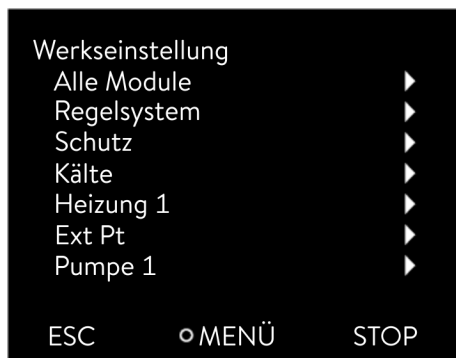 Werkseinstellung
Alle Module
Regelsystem
Schutz
Kälte
Heizung 1
Ext Pt
Pumpe 1
ESC MENÜ STOP